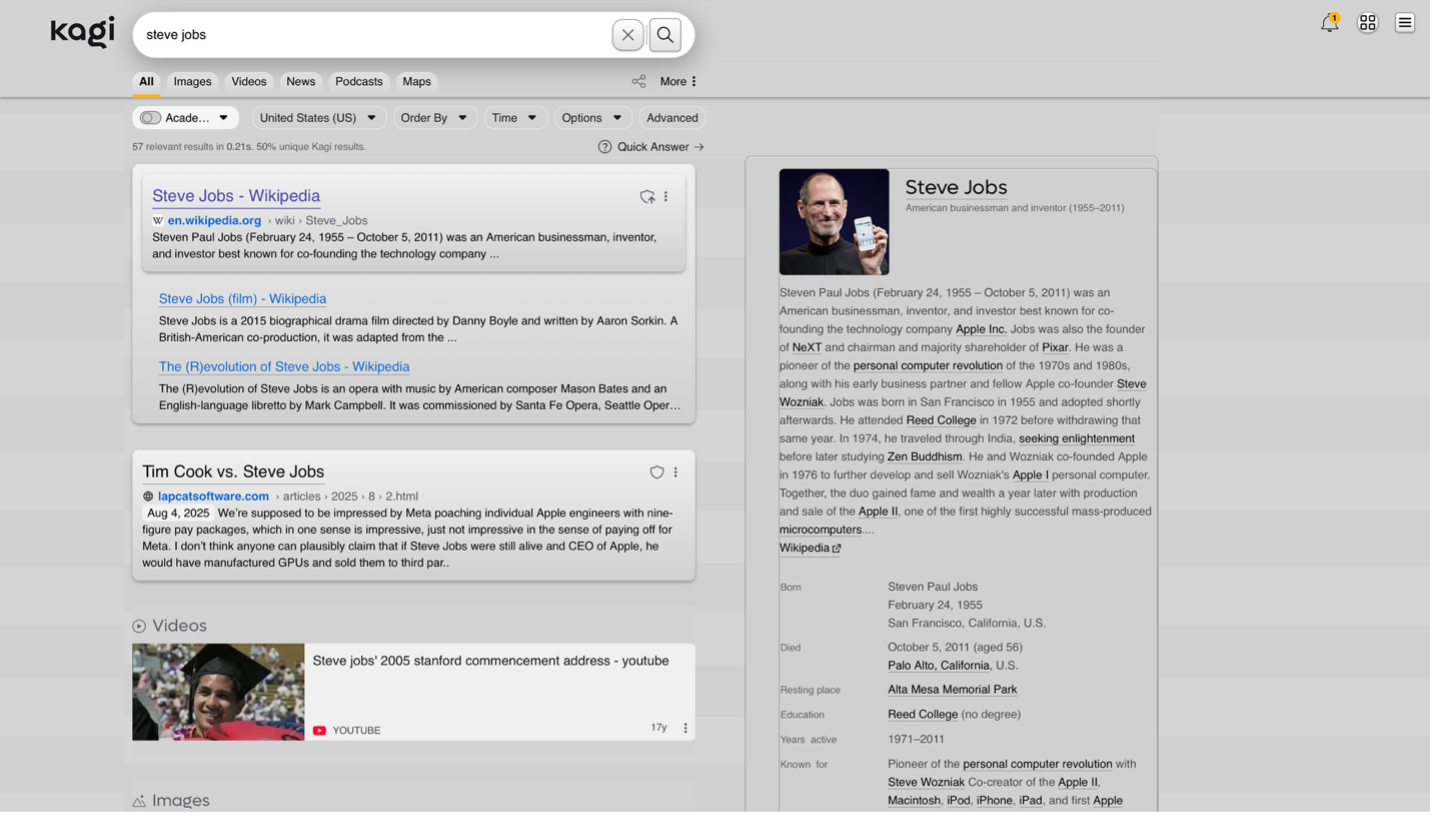 kagi
steve jobs
1
All Images Videos News Podcasts Maps More
Acade... United States (US) Order By Time Options Advanced
57 relevant results in 0.21s. 50% unique Kagi results. Quick Answer →
Steve Jobs - Wikipedia
W en.wikipedia.org › wiki › Steve_Jobs
Steven Paul Jobs (February 24, 1955 – October 5, 2011) was an American businessman, inventor,
and investor best known for co-founding the technology company ...
Steve Jobs (film) - Wikipedia
Steve Jobs is a 2015 biographical drama film directed by Danny Boyle and written by Aaron Sorkin. A
British-American co-production, it was adapted from the ...
The (R)evolution of Steve Jobs - Wikipedia
The (R)evolution of Steve Jobs is an opera with music by American composer Mason Bates and an
English-language libretto by Mark Campbell. It was commissioned by Santa Fe Opera, Seattle Oper...
Tim Cook vs. Steve Jobs
lapcatsoftware.com › articles › 2025 › 8 › 2.html
Aug 4, 2025 We're supposed to be impressed by Meta poaching individual Apple engineers with nine-
figure pay packages, which in one sense is impressive, just not impressive in the sense of paying off for
Meta. I don't think anyone can plausibly claim that if Steve Jobs were still alive and CEO of Apple, he
would have manufactured GPUs and sold them to third par..
Videos
Steve jobs' 2005 stanford commencement address - youtube
YOUTUBE 17y
Images
Steve Jobs
American businessman and inventor (1955–2011)
Steven Paul Jobs (February 24, 1955 – October 5, 2011) was an
American businessman, inventor, and investor best known for co-
founding the technology company Apple Inc. Jobs was also the founder
of NeXT and chairman and majority shareholder of Pixar. He was a
pioneer of the personal computer revolution of the 1970s and 1980s,
along with his early business partner and fellow Apple co-founder Steve
Wozniak. Jobs was born in San Francisco in 1955 and adopted shortly
afterwards. He attended Reed College in 1972 before withdrawing that
same year. In 1974, he traveled through India, seeking enlightenment
before later studying Zen Buddhism. He and Wozniak co-founded Apple
in 1976 to further develop and sell Wozniak's Apple I personal computer.
Together, the duo gained fame and wealth a year later with production
and sale of the Apple II, one of the first highly successful mass-produced
microcomputers....
Wikipedia
Born Steven Paul Jobs
February 24, 1955
San Francisco, California, U.S.
Died October 5, 2011 (aged 56)
Palo Alto, California, U.S.
Resting place Alta Mesa Memorial Park
Education Reed College (no degree)
Years active 1971–2011
Known for Pioneer of the personal computer revolution with
Steve Wozniak Co-creator of the Apple II,
Macintosh, iPod, iPhone, iPad, and first Apple